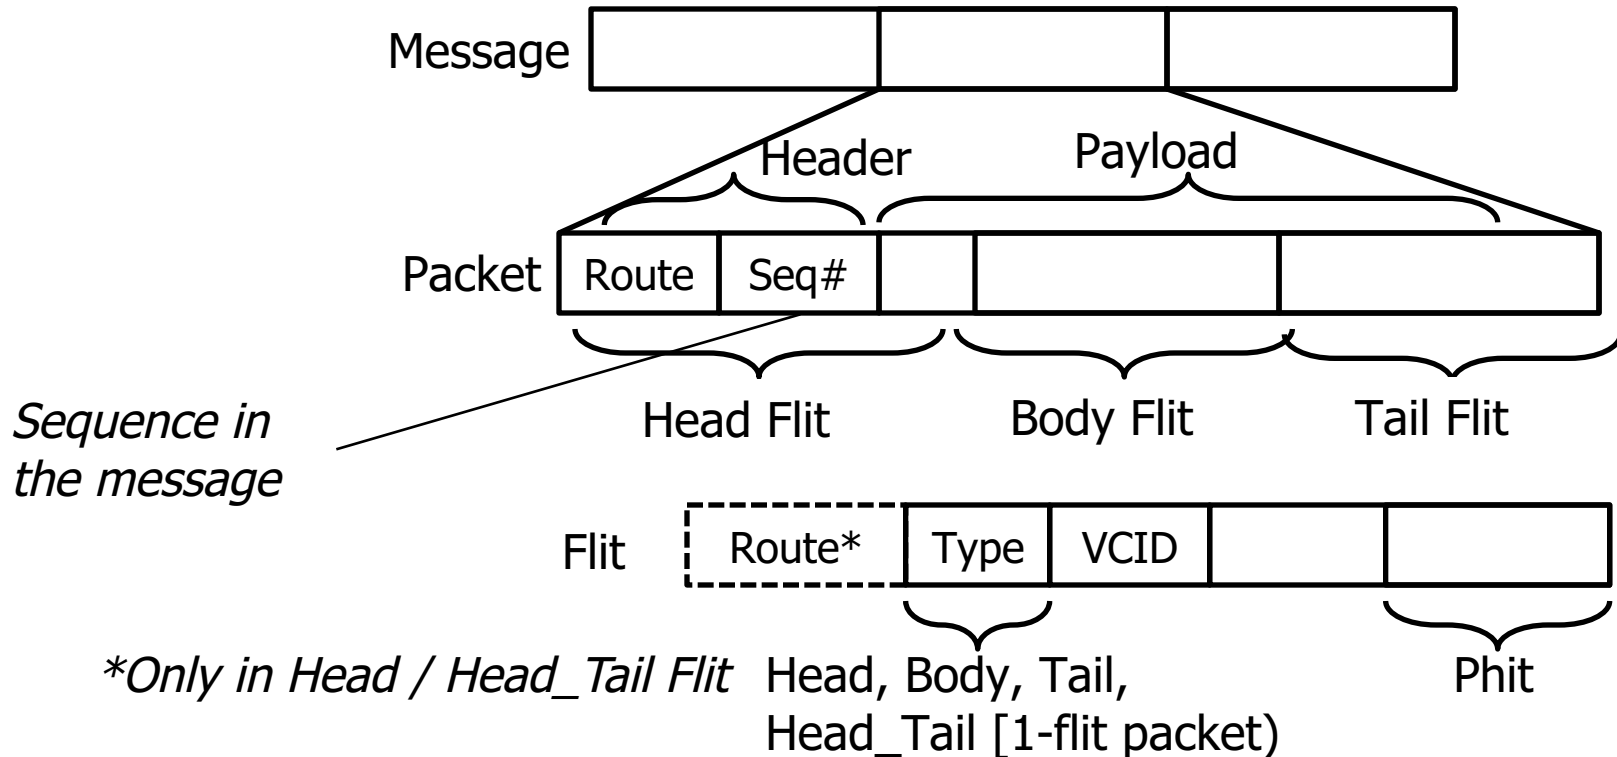 Message
Header
Payload
Packet
Route
Seq#
Head Flit
Body Flit
Tail Flit
Sequence in
the message
Flit
Route*
Type
VCID
*Only in Head / Head_Tail Flit
Head, Body, Tail,
Head_Tail [1-flit packet)
Phit